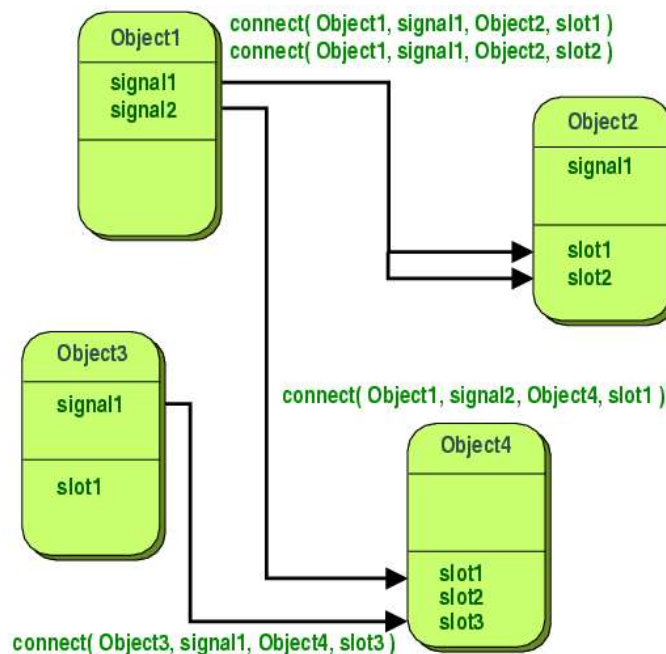 Object1
connect( Object1, signal1, Object2, slot1 )
connect( Object1, signal1, Object2, slot2 )
signal1
signal2
Object2
signal1
slot1
slot2
Object3
signal1
slot1
connect( Object1, signal2, Object4, slot1 )
Object4
slot1
slot2
slot3
connect( Object3, signal1, Object4, slot3 )